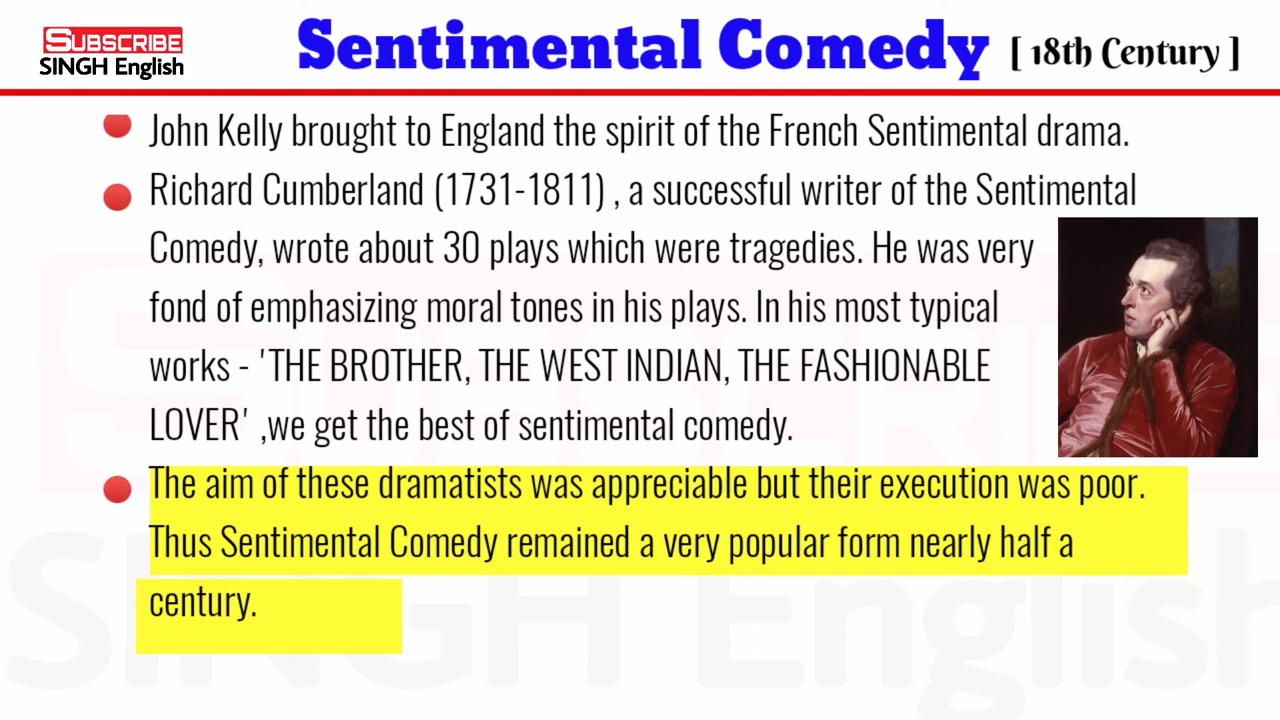 SUBSCRIBE
SINGH English
Sentimental Comedy [ 18th Century ]
John Kelly brought to England the spirit of the French Sentimental drama.
Richard Cumberland (1731-1811) , a successful writer of the Sentimental
Comedy, wrote about 30 plays which were tragedies. He was very
fond of emphasizing moral tones in his plays. In his most typical
works - 'THE BROTHER, THE WEST INDIAN, THE FASHIONABLE
LOVER' ,we get the best of sentimental comedy.
The aim of these dramatists was appreciable but their execution was poor.
Thus Sentimental Comedy remained a very popular form nearly half a
century.
SUBSCRIBE
SINGH English